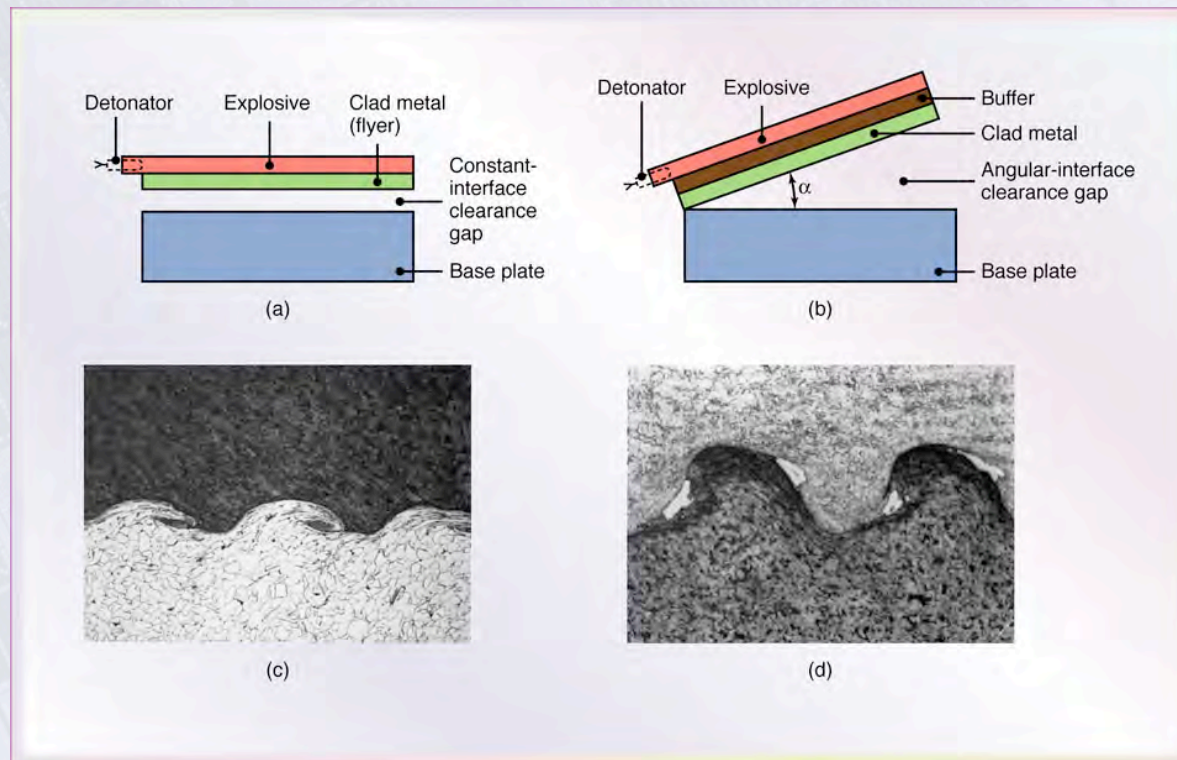 Detonator
Explosive
Clad metal
(flyer)
Constant-
interface
clearance
gap
Base plate
(a)
Detonator
Explosive
Buffer
Clad metal
α
Angular-interface
clearance gap
Base plate
(b)
(c)
(d)